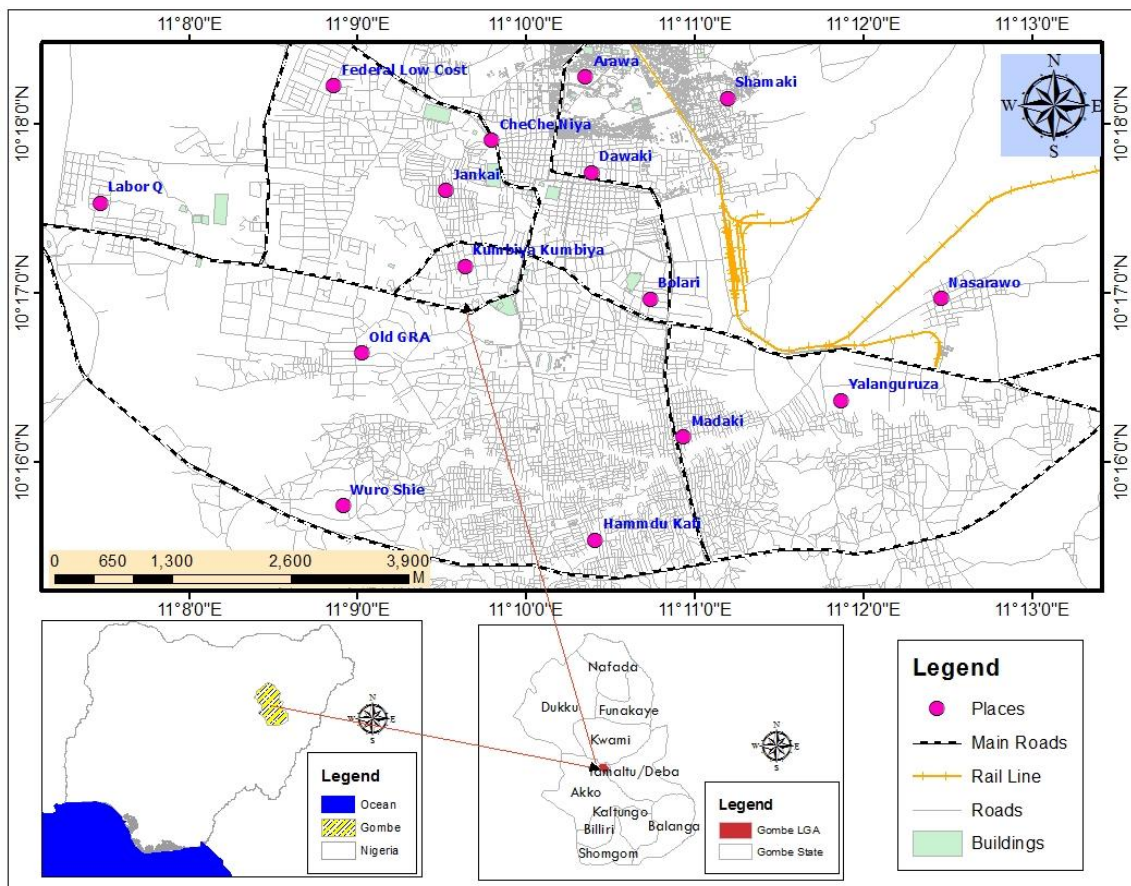 11°8'0"E 11°9'0"E 11°10'0"E 11°11'0"E 11°12'0"E 11°13'0"E
10°18'0"N
10°17'0"N
10°16'0"N
Federal Low Cost
Arawa
Shamaki
N
W E
S
CheChe Niya
Dawaki
Jankai
Labor Q
Kumbiya Kumbiya
Bolari
Nasarawo
Old GRA
Yalanguruza
Madaki
Wuro Shie
Hammdu Kafi
0 650 1,300 2,600 3,900
M
10°18'0"N
10°17'0"N
10°16'0"N
11°8'0"E 11°9'0"E 11°10'0"E 11°11'0"E 11°12'0"E 11°13'0"E
N
W E
S
Legend
Ocean
Gombe
Nigeria
Nafada
Dukku
Funakaye
Kwami
Yamaltu/Deba
Akko
Kaltungo
Billiri
Balanga
Shomgom
N
W E
S
Legend
Gombe LGA
Gombe State
Legend
Places
Main Roads
Rail Line
Roads
Buildings